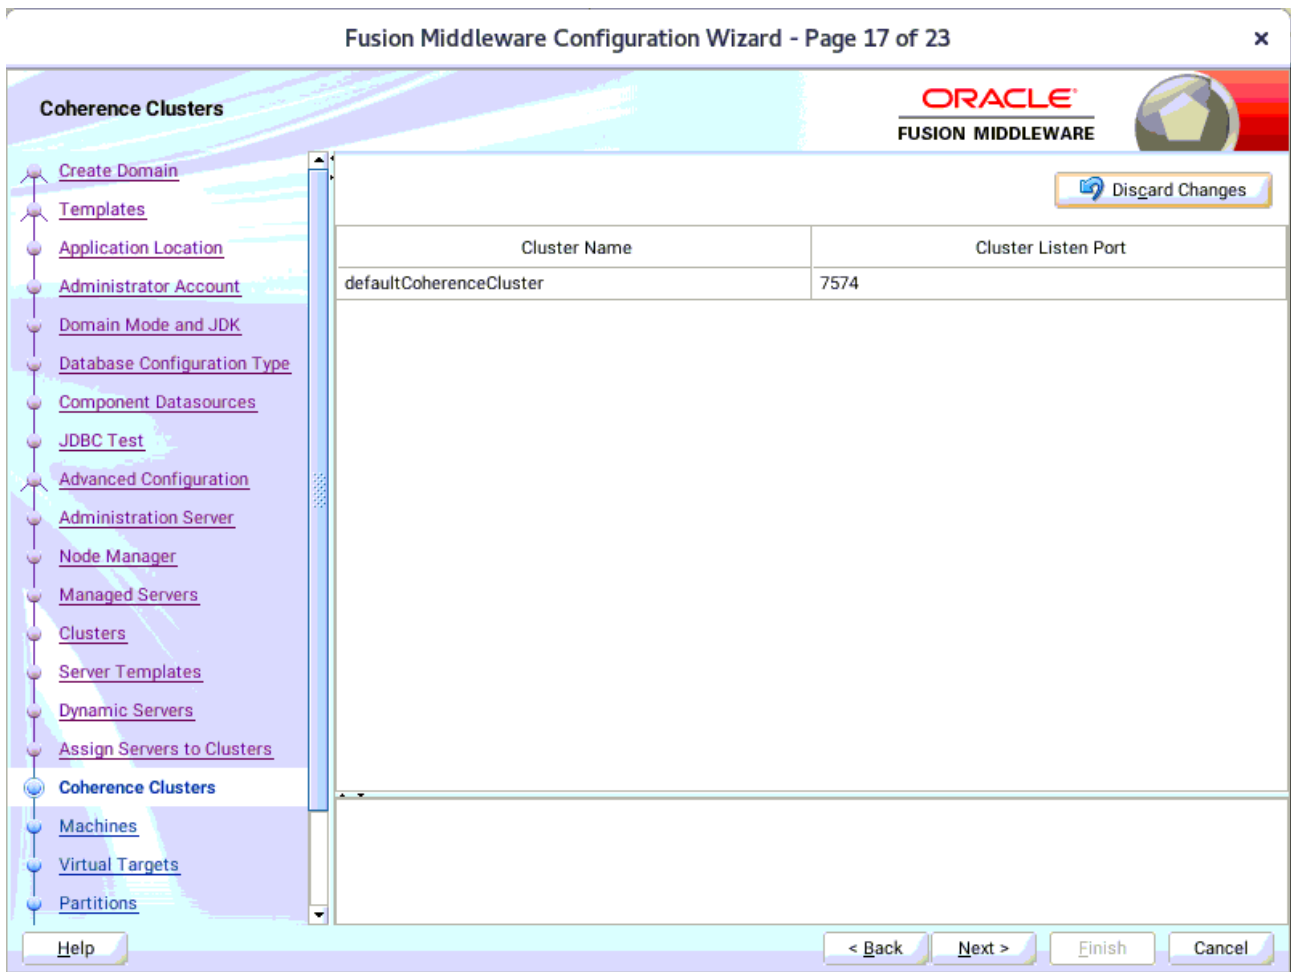 Fusion Middleware Configuration Wizard - Page 17 of 23
Coherence Clusters
ORACLE
FUSION MIDDLEWARE
Create Domain
Templates
Application Location
Administrator Account
Domain Mode and JDK
Database Configuration Type
Component Datasources
JDBC Test
Advanced Configuration
Administration Server
Node Manager
Managed Servers
Clusters
Server Templates
Dynamic Servers
Assign Servers to Clusters
Coherence Clusters
Machines
Virtual Targets
Partitions
Discard Changes
Cluster Name Cluster Listen Port
defaultCoherenceCluster 7574
Help < Back Next > Finish Cancel